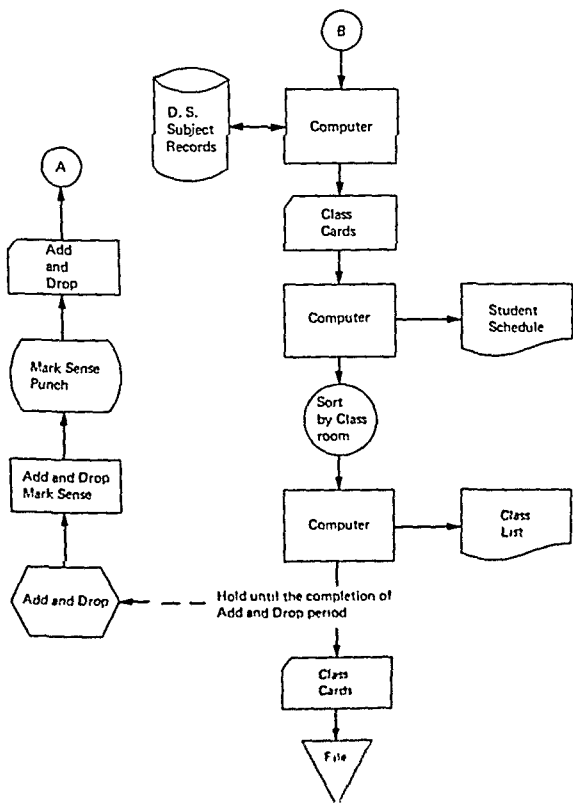 B
D. S.
Subject
Records
Computer
A
Class
Cards
Add
and
Drop
Computer
Student
Schedule
Mark Sense
Punch
Sort
by Class
room
Add and Drop
Mark Sense
Computer
Class
List
Add and Drop
Hold until the completion of
Add and Drop period
Class
Cards
File